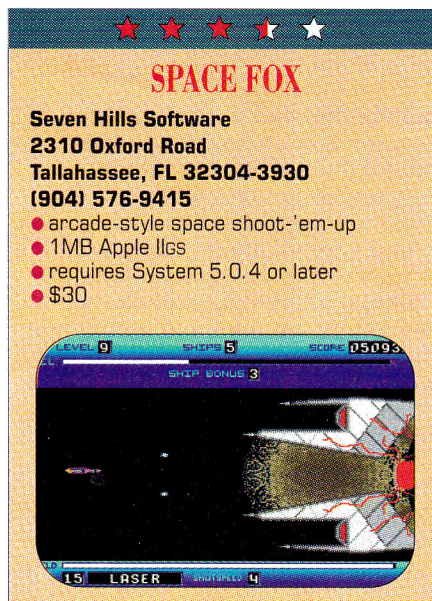 SPACE FOX
Seven Hills Software
2310 Oxford Road
Tallahassee, FL 32304-3930
(904) 576-9415
● arcade-style space shoot-'em-up
● 1MB Apple IIGS
● requires System 5.0.4 or later
● $30
LEVEL 9 SHIPS 5 SCORE 05093
SHIP BONUS 3
15 LASER SHOTSPEED 4